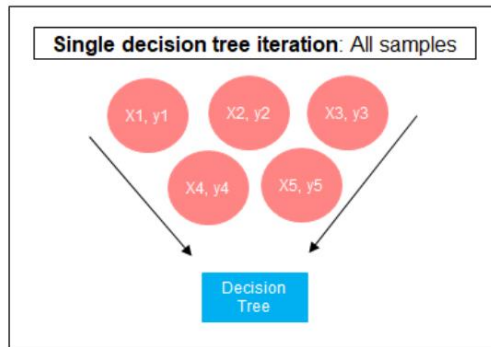 Single decision tree iteration: All samples
X1, y1
X2, y2
X3, y3
X4, y4
X5, y5
Decision
Tree